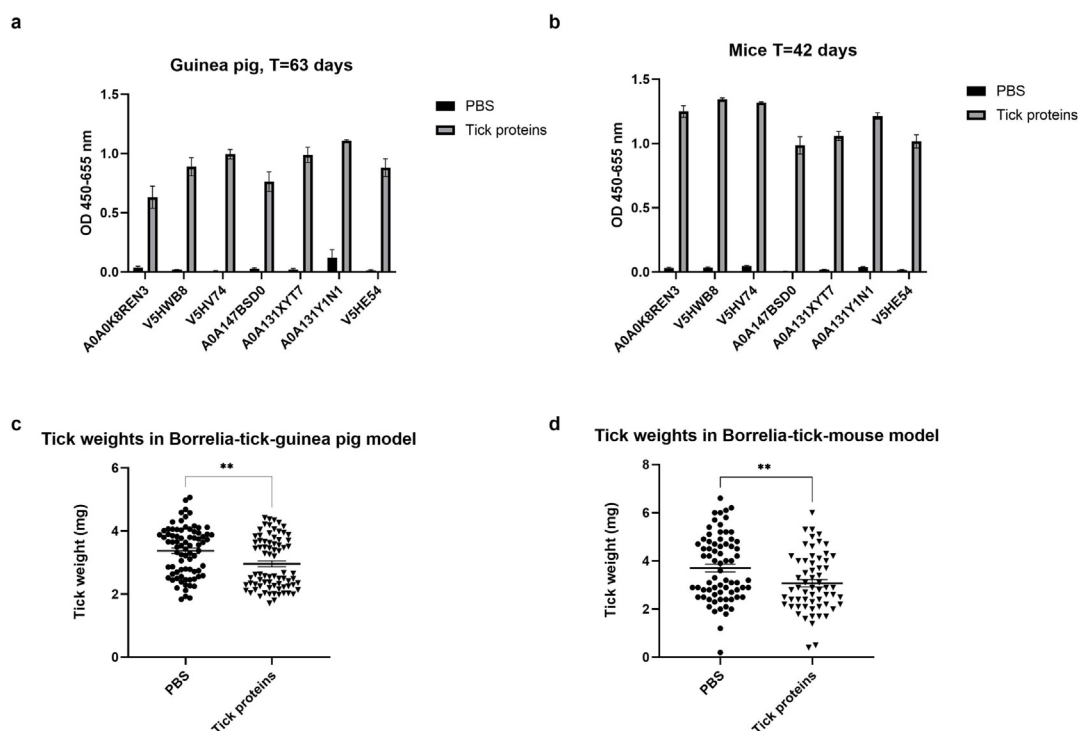 a
Guinea pig, T=63 days
OD 450-655 nm
1.5
1.0
0.5
0.0
A0A0K8REN3
V5HWB8
V5HV74
A0A147BSD0
A0A131XYT7
A0A131Y1N1
V5HE54
PBS
Tick proteins
b
Mice T=42 days
OD 450-655 nm
1.5
1.0
0.5
0.0
A0A0K8REN3
V5HWB8
V5HV74
A0A147BSD0
A0A131XYT7
A0A131Y1N1
V5HE54
PBS
Tick proteins
c
Tick weights in Borrelia-tick-guinea pig model
**
Tick weight (mg)
6
4
2
0
PBS
Tick proteins
d
Tick weights in Borrelia-tick-mouse model
**
Tick weight (mg)
8
6
4
2
0
PBS
Tick proteins